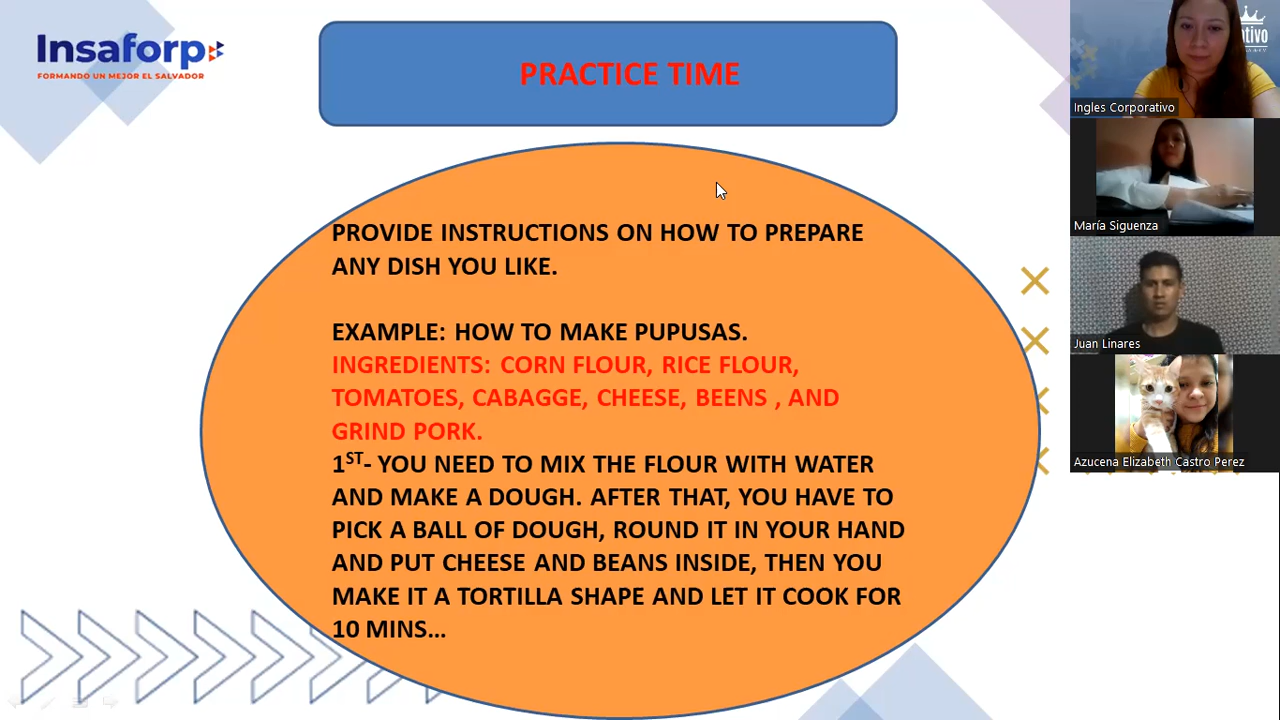 Insaforp
FORMANDO UN MEJOR EL SALVADOR
PRACTICE TIME
PROVIDE INSTRUCTIONS ON HOW TO PREPARE
ANY DISH YOU LIKE.
EXAMPLE: HOW TO MAKE PUPUSAS.
INGREDIENTS: CORN FLOUR, RICE FLOUR,
TOMATOES, CABAGGE, CHEESE, BEENS , AND
GRIND PORK.
1ST- YOU NEED TO MIX THE FLOUR WITH WATER
AND MAKE A DOUGH. AFTER THAT, YOU HAVE TO
PICK A BALL OF DOUGH, ROUND IT IN YOUR HAND
AND PUT CHEESE AND BEANS INSIDE, THEN YOU
MAKE IT A TORTILLA SHAPE AND LET IT COOK FOR
10 MINS...
Ingles Corporativo
María Siguenza
Juan Linares
Azucena Elizabeth Castro Perez